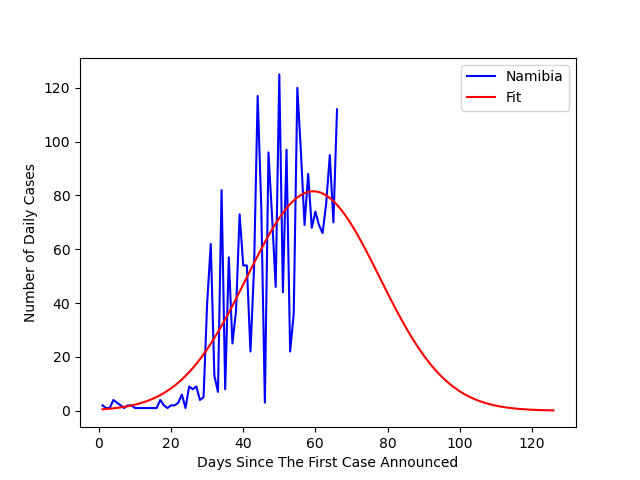 Namibia
Fit
Number of Daily Cases
120
100
80
60
40
20
0
0 20 40 60 80 100 120
Days Since The First Case Announced